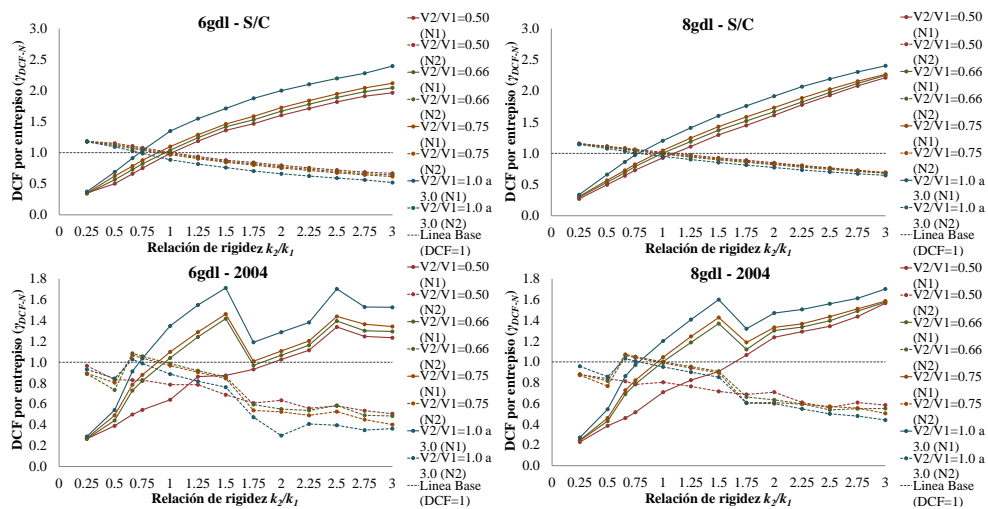 6gdl - S/C
DCF por entrepiso (γDCF-N)
3.0
2.5
2.0
1.5
1.0
0.5
0.0
0 0.25 0.5 0.75 1 1.25 1.5 1.75 2 2.25 2.5 2.75 3
Relación de rigidez k2/k1
V2/V1=0.50
(N1)
V2/V1=0.50
(N2)
V2/V1=0.66
(N1)
V2/V1=0.66
(N2)
V2/V1=0.75
(N1)
V2/V1=0.75
(N2)
V2/V1=1.0 a
3.0 (N1)
V2/V1=1.0 a
3.0 (N2)
Linea Base
(DCF=1)
8gdl - S/C
DCF por entrepiso (γDCF-N)
3.0
2.5
2.0
1.5
1.0
0.5
0.0
0 0.25 0.5 0.75 1 1.25 1.5 1.75 2 2.25 2.5 2.75 3
Relación de rigidez k2/k1
V2/V1=0.50
(N1)
V2/V1=0.50
(N2)
V2/V1=0.66
(N1)
V2/V1=0.66
(N2)
V2/V1=0.75
(N1)
V2/V1=0.75
(N2)
V2/V1=1.0 a
3.0 (N1)
V2/V1=1.0 a
3.0 (N2)
Linea Base
(DCF=1)
6gdl - 2004
DCF por entrepiso (γDCF-N)
1.8
1.6
1.4
1.2
1.0
0.8
0.6
0.4
0.2
0.0
0 0.25 0.5 0.75 1 1.25 1.5 1.75 2 2.25 2.5 2.75 3
Relación de rigidez k2/k1
V2/V1=0.50
(N1)
V2/V1=0.50
(N2)
V2/V1=0.66
(N1)
V2/V1=0.66
(N2)
V2/V1=0.75
(N1)
V2/V1=0.75
(N2)
V2/V1=1.0 a
3.0 (N1)
V2/V1=1.0 a
3.0 (N2)
Linea Base
(DCF=1)
8gdl - 2004
DCF por entrepiso (γDCF-N)
1.8
1.6
1.4
1.2
1.0
0.8
0.6
0.4
0.2
0.0
0 0.25 0.5 0.75 1 1.25 1.5 1.75 2 2.25 2.5 2.75 3
Relación de rigidez k2/k1
V2/V1=0.50
(N1)
V2/V1=0.50
(N2)
V2/V1=0.66
(N1)
V2/V1=0.66
(N2)
V2/V1=0.75
(N1)
V2/V1=0.75
(N2)
V2/V1=1.0 a
3.0 (N1)
V2/V1=1.0 a
3.0 (N2)
Linea Base
(DCF=1)